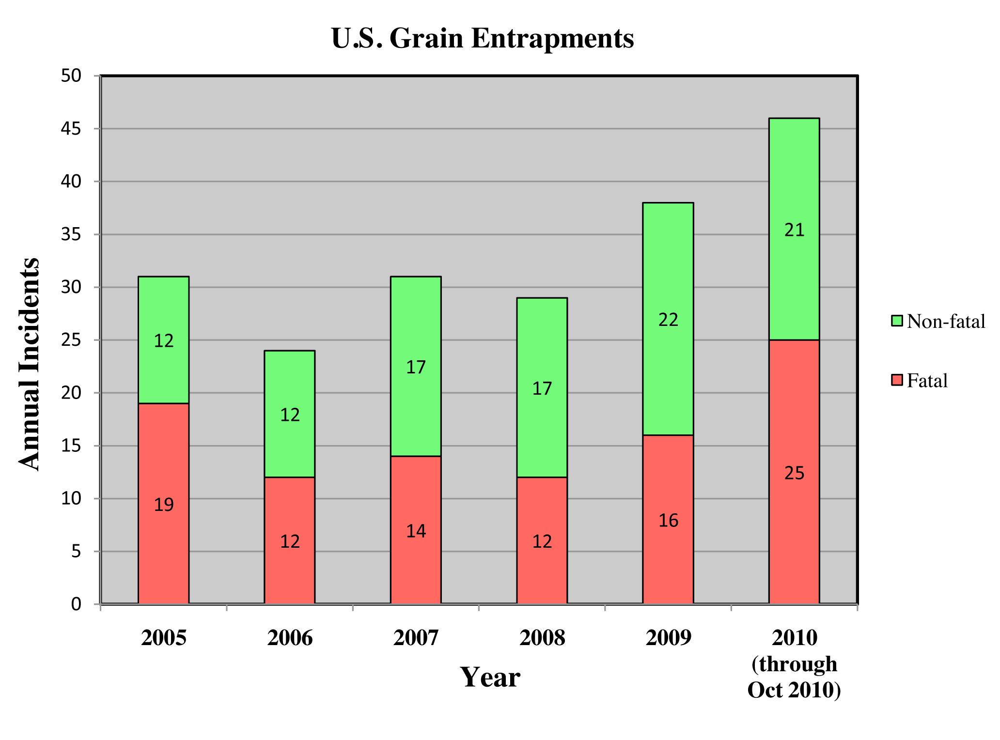 U.S. Grain Entrapments
50
45
40
35
30
25
20
15
10
5
0
Annual Incidents
12
19
12
12
17
14
17
12
22
16
21
25
Non-fatal
Fatal
2005 2006 2007 2008 2009 2010
(through
Oct 2010)
Year